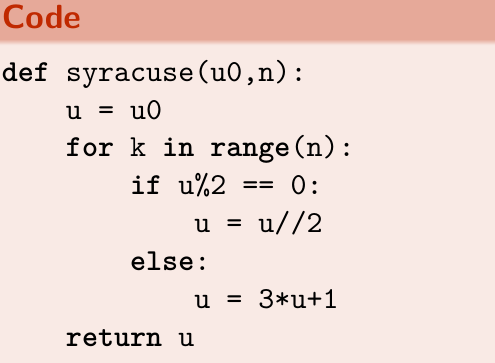 Code
def syracuse(u0,n):
    u = u0
    for k in range(n):
        if u%2 == 0:
            u = u//2
        else:
            u = 3*u+1
    return u